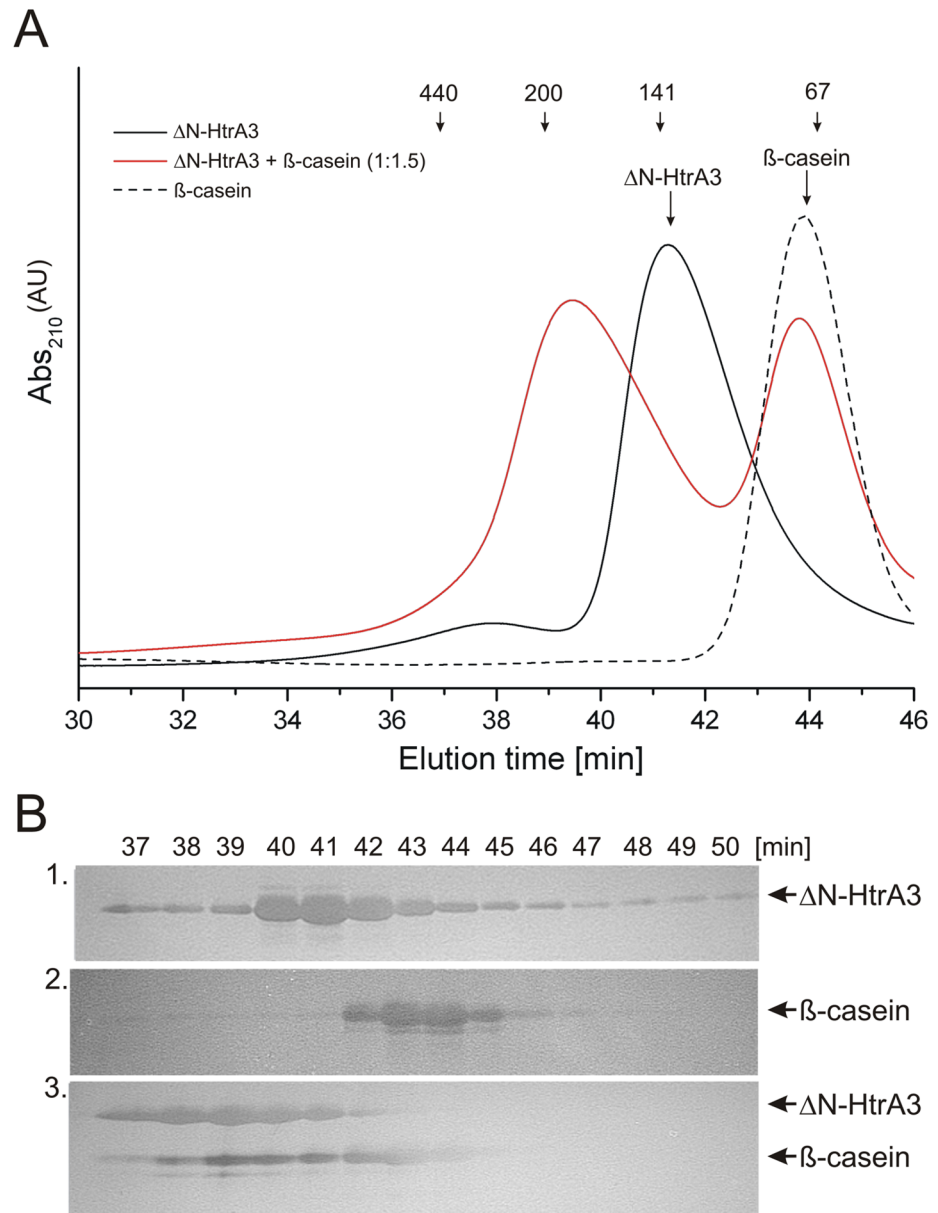 A
440 200 141 67
ΔN-HtrA3
ΔN-HtrA3 + ß-casein (1:1.5)
ß-casein
ΔN-HtrA3
ß-casein
Abs210(AU)
30 32 34 36 38 40 42 44 46
Elution time [min]
B
37 38 39 40 41 42 43 44 45 46 47 48 49 50 [min]
1.
ΔN-HtrA3
2.
ß-casein
3.
ΔN-HtrA3
ß-casein